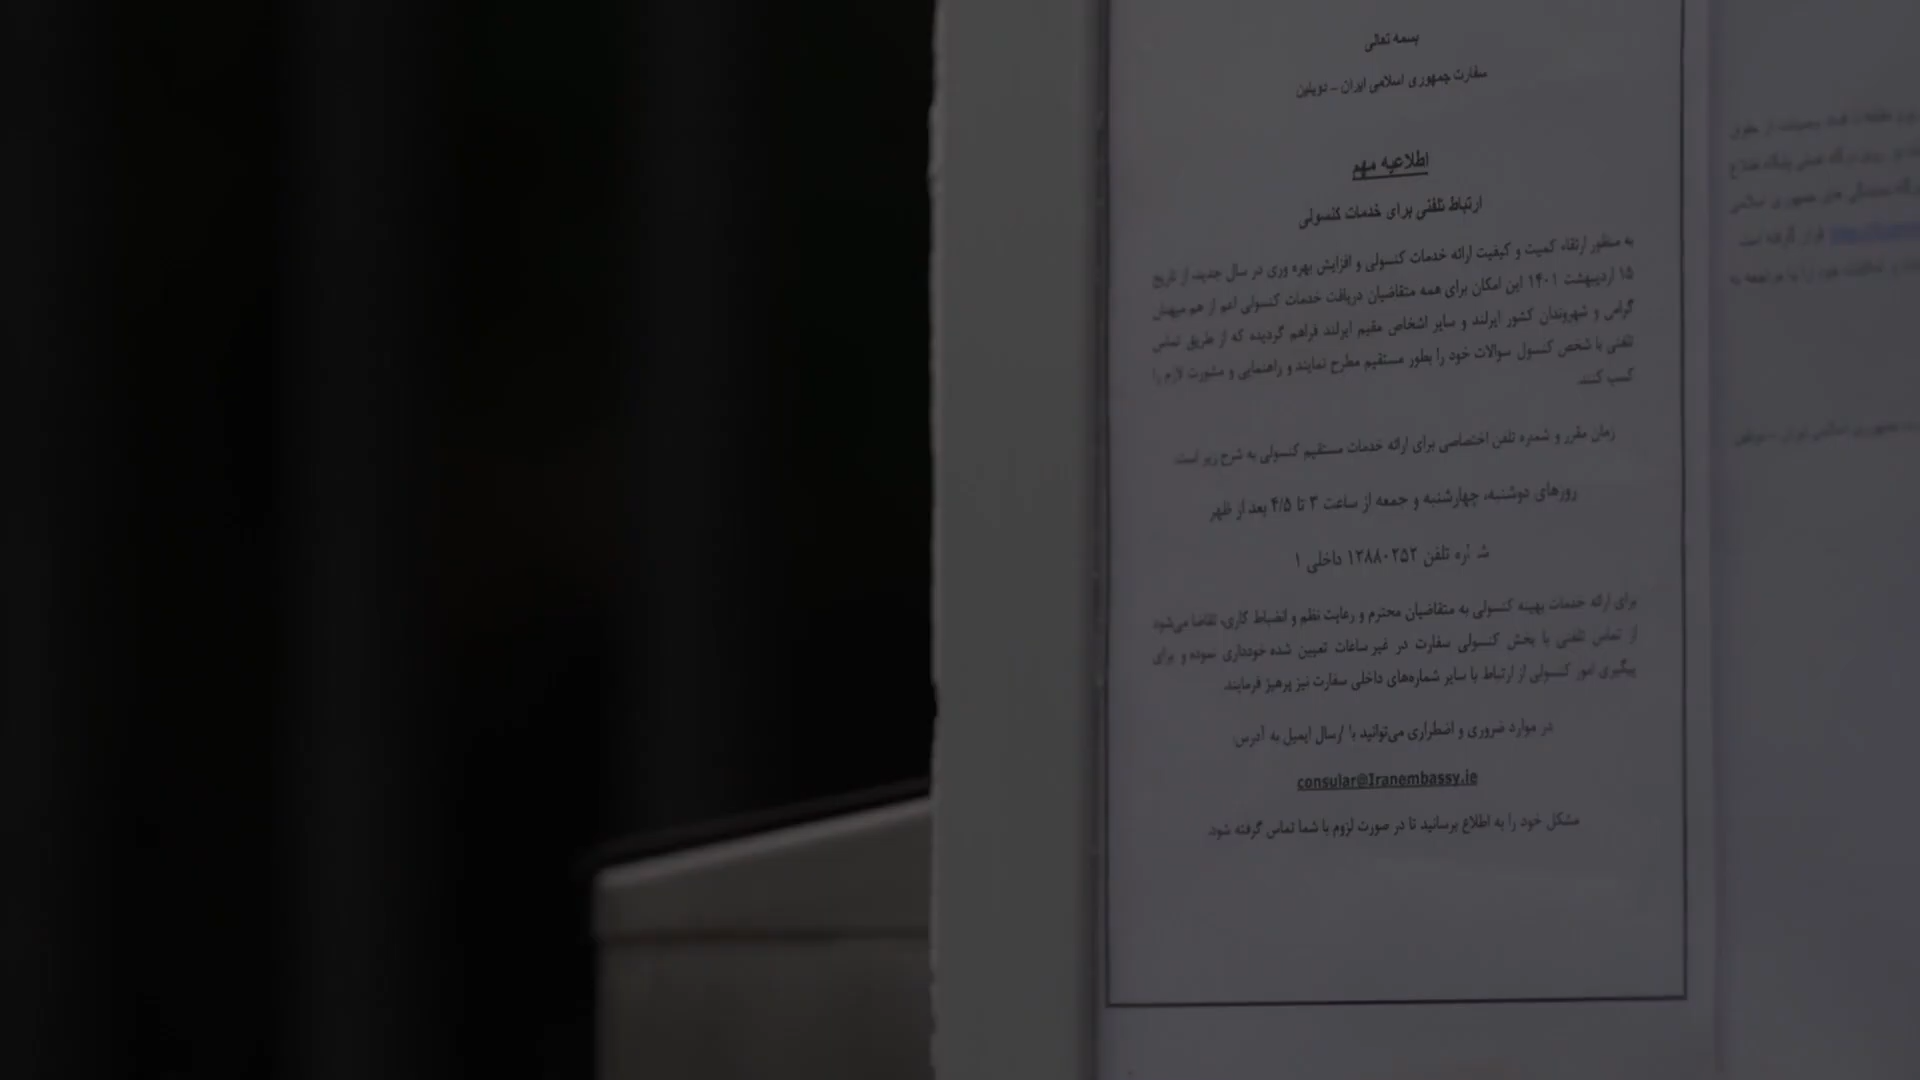 بسمه تعالی
سفارت جمهوری اسلامی ایران – دوبلین
اطلاعیه مهم
ارتباط تلفنی برای خدمات کنسولی
به منظور ارتقاء کمیت و کیفیت ارائه خدمات کنسولی و افزایش بهره وری در سال جدید، از تاریخ
۱۵ اردیبهشت ۱۴۰۱ این امکان برای همه متقاضیان دریافت خدمات کنسولی اعم از هم میهنان
گرامی و شهروندان کشور ایرلند و سایر اشخاص مقیم ایرلند فراهم گردیده که از طریق تماس
تلفنی با شخص کنسول سوالات خود را بطور مستقیم مطرح نمایند و راهنمایی و مشورت لازم را
کسب کنند.
زمان مقرر و شماره تلفن اختصاصی برای ارائه خدمات مستقیم کنسولی به شرح زیر است.
روزهای دوشنبه، چهارشنبه و جمعه از ساعت ۳ تا ۴/۵ بعد از ظهر
شماره تلفن ۱۲۸۸۰۲۵۲ داخلی ۱
برای ارائه خدمات بهینه کنسولی به متقاضیان محترم و رعایت نظم و انضباط کاری، تقاضا می‌شود
از تماس تلفنی با بخش کنسولی سفارت در غیر ساعات تعیین شده خودداری نموده و برای
پیگیری امور کنسولی از ارتباط با سایر شماره‌های داخلی سفارت نیز پرهیز فرمایند.
در موارد ضروری و اضطراری می‌توانید با ارسال ایمیل به آدرس:
consular@Iranembassy.ie
مشکل خود را به اطلاع برسانید تا در صورت لزوم با شما تماس گرفته شود.
قرار گرفته است